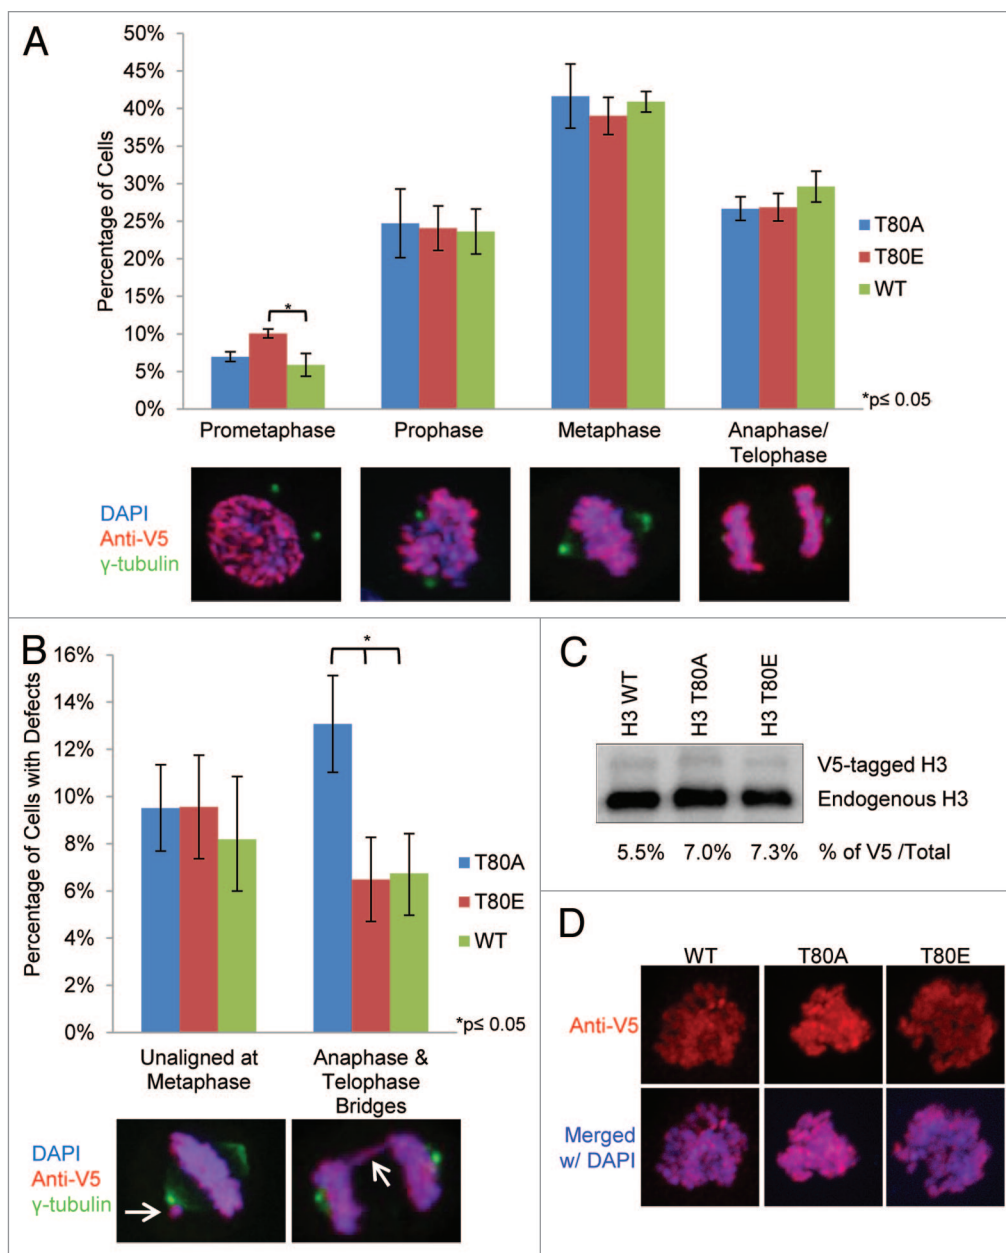 A
Percentage of Cells
50%
45%
40%
35%
30%
25%
20%
15%
10%
5%
0%
*
T80A
T80E
WT
*p≤ 0.05
Prometaphase
Prophase
Metaphase
Anaphase/
Telophase
DAPI
Anti-V5
γ-tubulin
B
Percentage of Cells with Defects
16%
14%
12%
10%
8%
6%
4%
2%
0%
*
T80A
T80E
WT
*p≤ 0.05
Unaligned at
Metaphase
Anaphase &
Telophase
Bridges
DAPI
Anti-V5
γ-tubulin
C
H3 WT
H3 T80A
H3 T80E
V5-tagged H3
Endogenous H3
5.5% 7.0% 7.3% % of V5 /Total
D
WT T80A T80E
Anti-V5
Merged
w/ DAPI